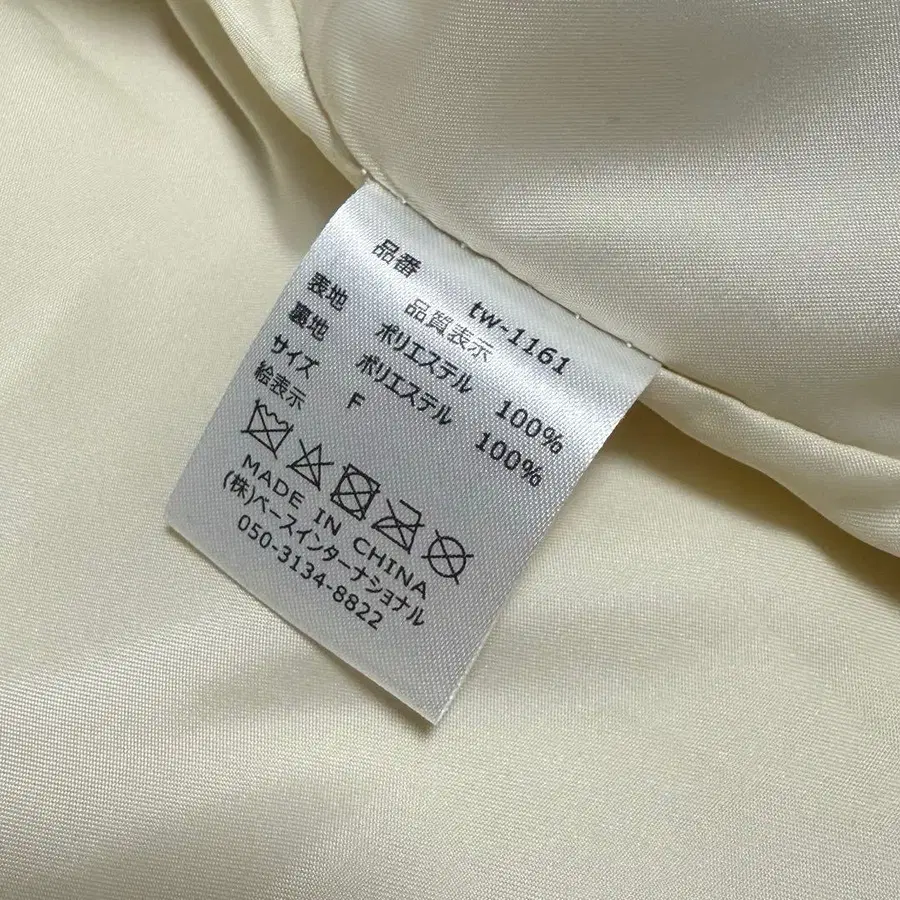 品番 tw-1161
品質表示
表地 ポリエステル 100%
裏地 ポリエステル 100%
サイズ F
絵表示
MADE IN CHINA
(株)ベースインターナショナル
050-3134-8822